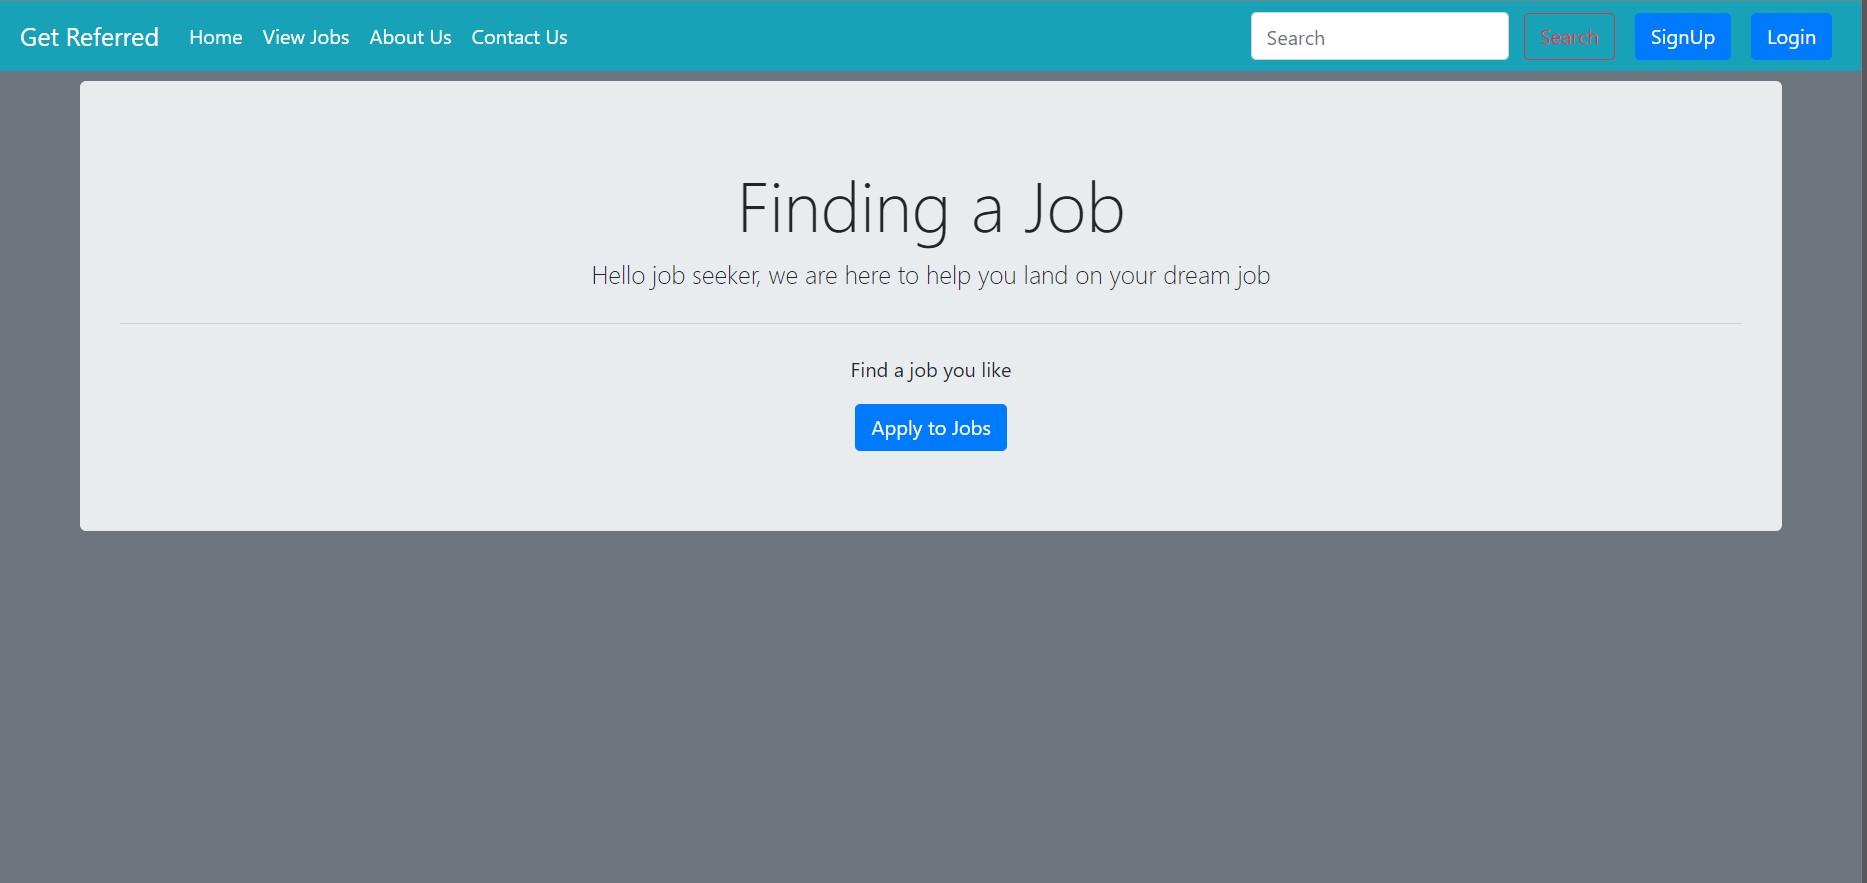 Get Referred Home View Jobs About Us Contact Us Search Search SignUp Login
Finding a Job
Hello job seeker, we are here to help you land on your dream job
Find a job you like
Apply to Jobs